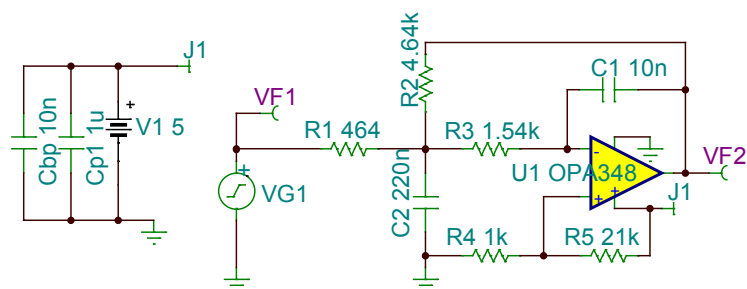 J1
Cbp 10n
Cp1 1u
V1 5
+
VF1
VG1
+
R1 464
R2 4.64k
C2 220n
R3 1.54k
C1 10n
-
+
+
U1 OPA348
VF2
J1
R4 1k
R5 21k